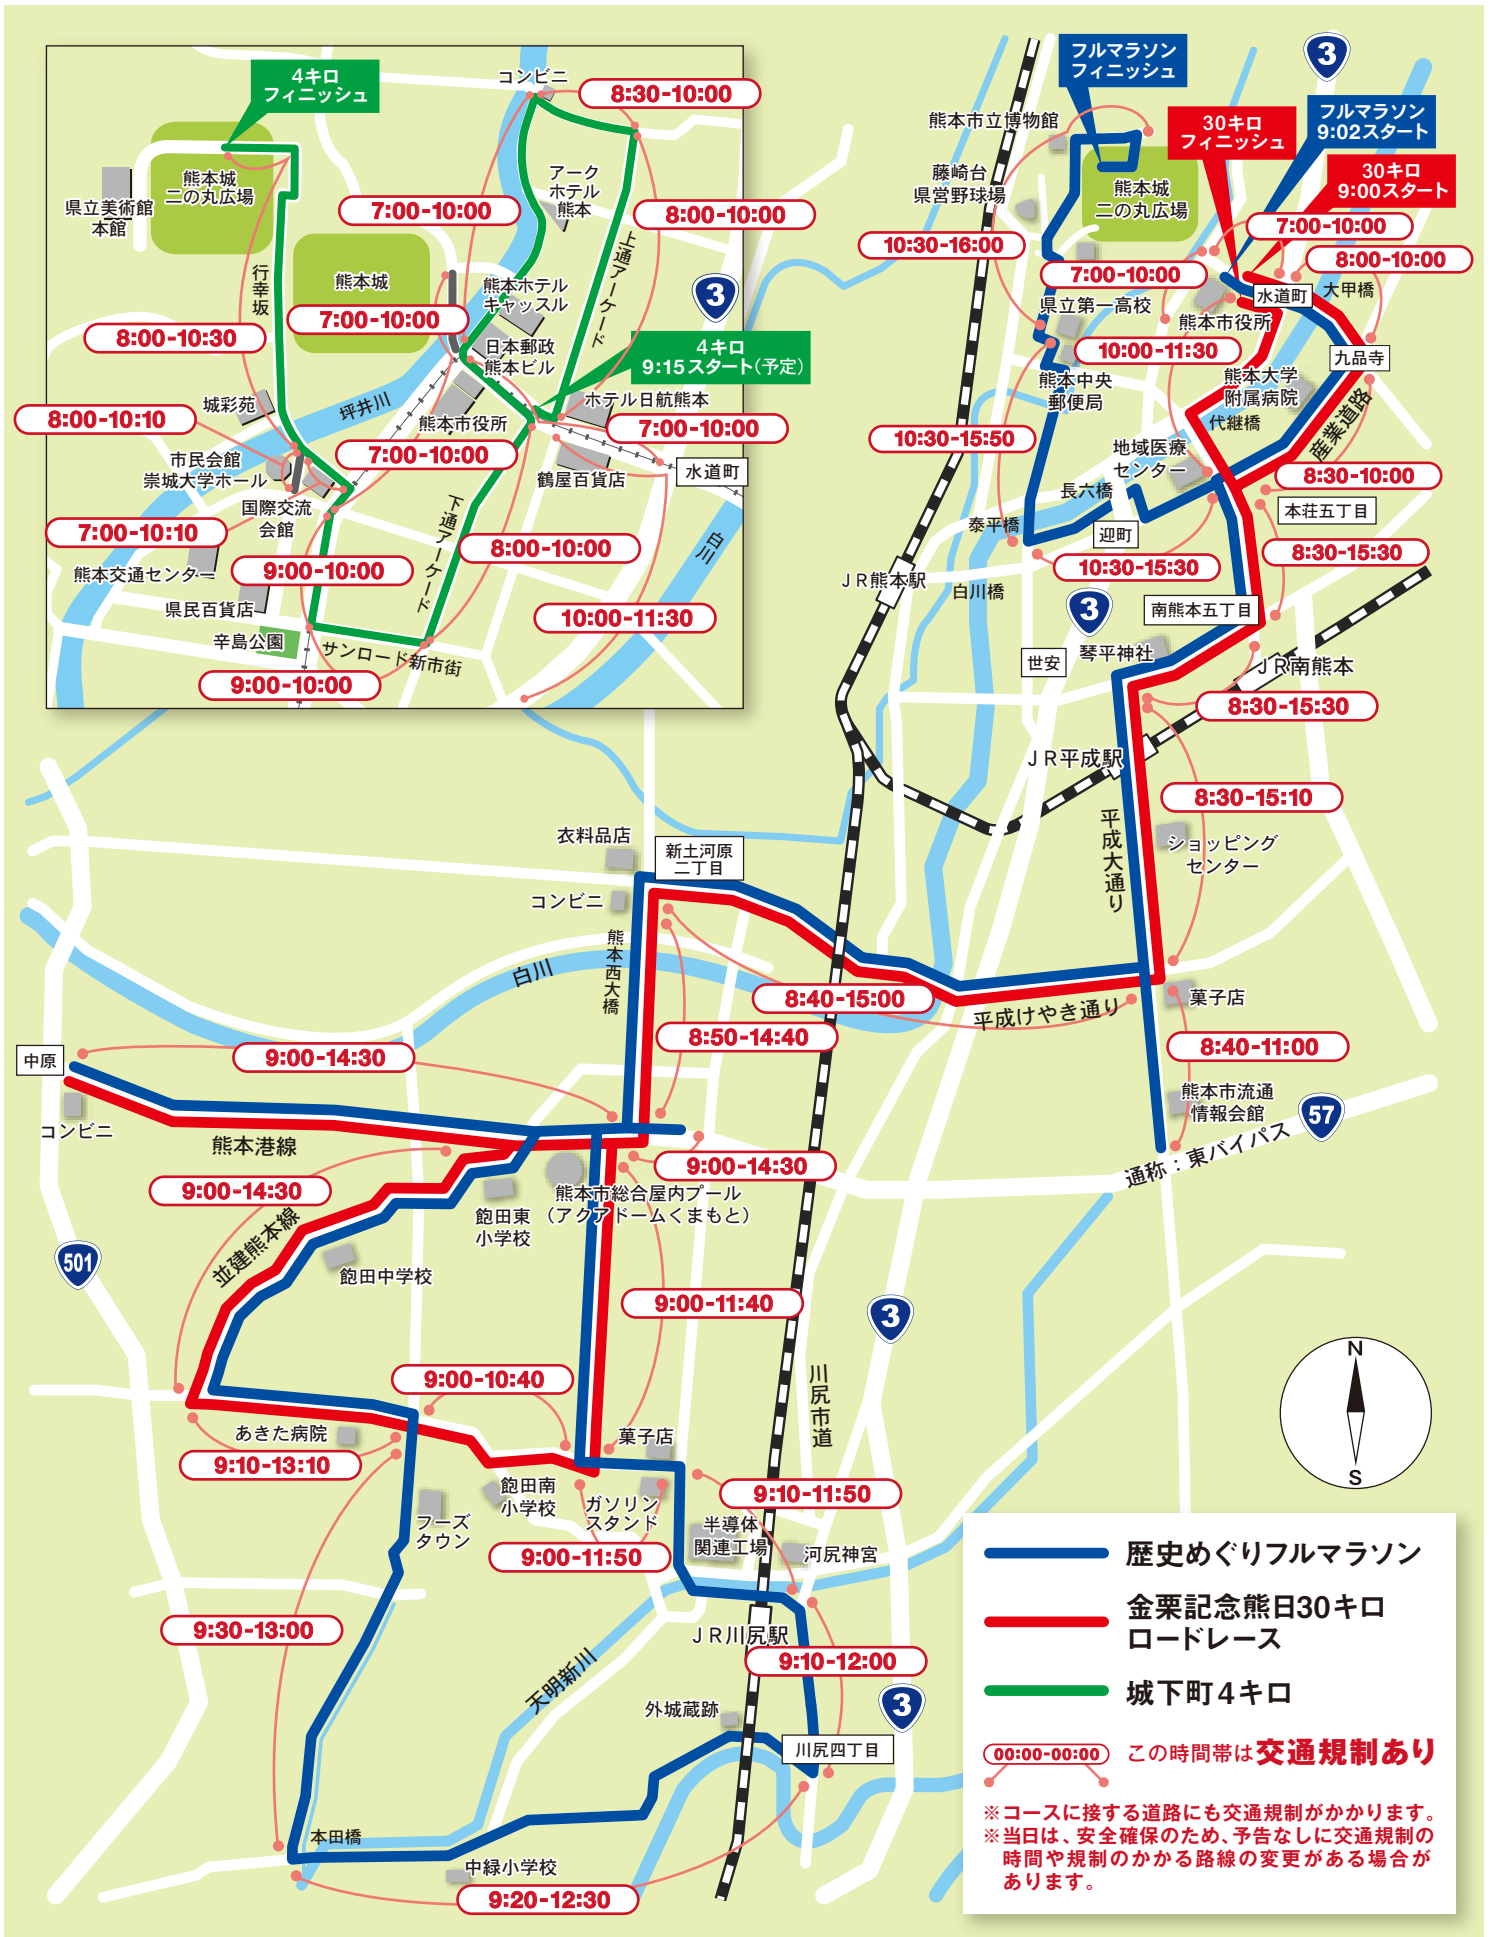 4キロ
フィニッシュ
コンビニ
8:30-10:00
熊本城
二の丸広場
県立美術館
本館
アーク
ホテル
熊本
7:00-10:00
8:00-10:00
上通アーケード
行幸坂
熊本城
熊本ホテル
キャッスル
7:00-10:00
8:00-10:30
日本郵政
熊本ビル
4キロ
9:15スタート(予定)
城彩苑
坪井川
ホテル日航熊本
8:00-10:10
熊本市役所
7:00-10:00
7:00-10:00
市民会館
崇城大学ホール
鶴屋百貨店
水道町
国際交流
会館
下通アーケード
7:00-10:10
8:00-10:00
白川
熊本交通センター
9:00-10:00
県民百貨店
10:00-11:30
辛島公園
サンロード新市街
9:00-10:00
3
フルマラソン
フィニッシュ
3
熊本市立博物館
30キロ
フィニッシュ
フルマラソン
9:02スタート
藤崎台
県営野球場
熊本城
二の丸広場
30キロ
9:00スタート
7:00-10:00
10:30-16:00
8:00-10:00
7:00-10:00
水道町
大甲橋
県立第一高校
熊本市役所
10:00-11:30
九品寺
熊本中央
郵便局
熊本大学
附属病院
代継橋
産業道路
10:30-15:50
地域医療
センター
8:30-10:00
長六橋
本荘五丁目
泰平橋
迎町
8:30-15:30
10:30-15:30
JR熊本駅
白川橋
3
南熊本五丁目
世安
琴平神社
JR南熊本
8:30-15:30
JR平成駅
8:30-15:10
平成大通り
ショッピング
センター
衣料品店
新土河原
二丁目
コンビニ
熊本西大橋
白川
8:40-15:00
平成けやき通り
菓子店
8:50-14:40
8:40-11:00
中原
9:00-14:30
熊本市流通
情報会館
57
コンビニ
熊本港線
通称:東バイパス
9:00-14:30
9:00-14:30
熊本市総合屋内プール
(アクアドームくまもと)
飽田東
小学校
並建熊本線
501
飽田中学校
9:00-11:40
3
川尻市道
9:00-10:40
N
S
あきた病院
菓子店
9:10-13:10
飽田南
小学校
ガソリン
スタンド
9:10-11:50
フーズ
タウン
半導体
関連工場
河尻神宮
9:00-11:50
9:30-13:00
JR川尻駅
9:10-12:00
天明新川
外城蔵跡
3
川尻四丁目
本田橋
中緑小学校
9:20-12:30
歴史めぐりフルマラソン
金栗記念熊日30キロ
ロードレース
城下町4キロ
00:00-00:00 この時間帯は交通規制あり
※コースに接する道路にも交通規制がかかります。
※当日は、安全確保のため、予告なしに交通規制の
時間や規制のかかる路線の変更がある場合が
あります。